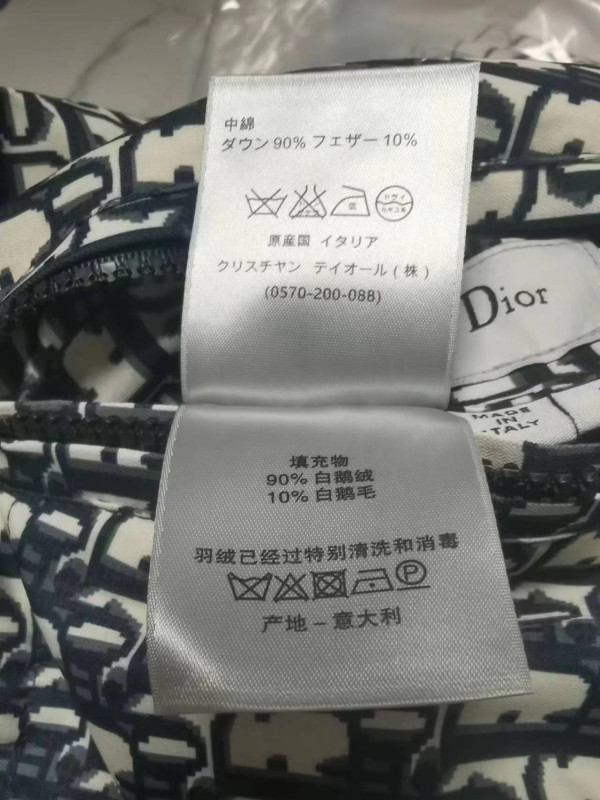 中綿
ダウン 90% フェザー 10%
原産国 イタリア
クリスチャン テイオール ( 株 )
(0570-200-088)
Dior
MADE
IN
ITALY
填充物
90% 白鹅绒
10% 白鹅毛
羽绒已经过特别清洗和消毒
P
产地 – 意大利